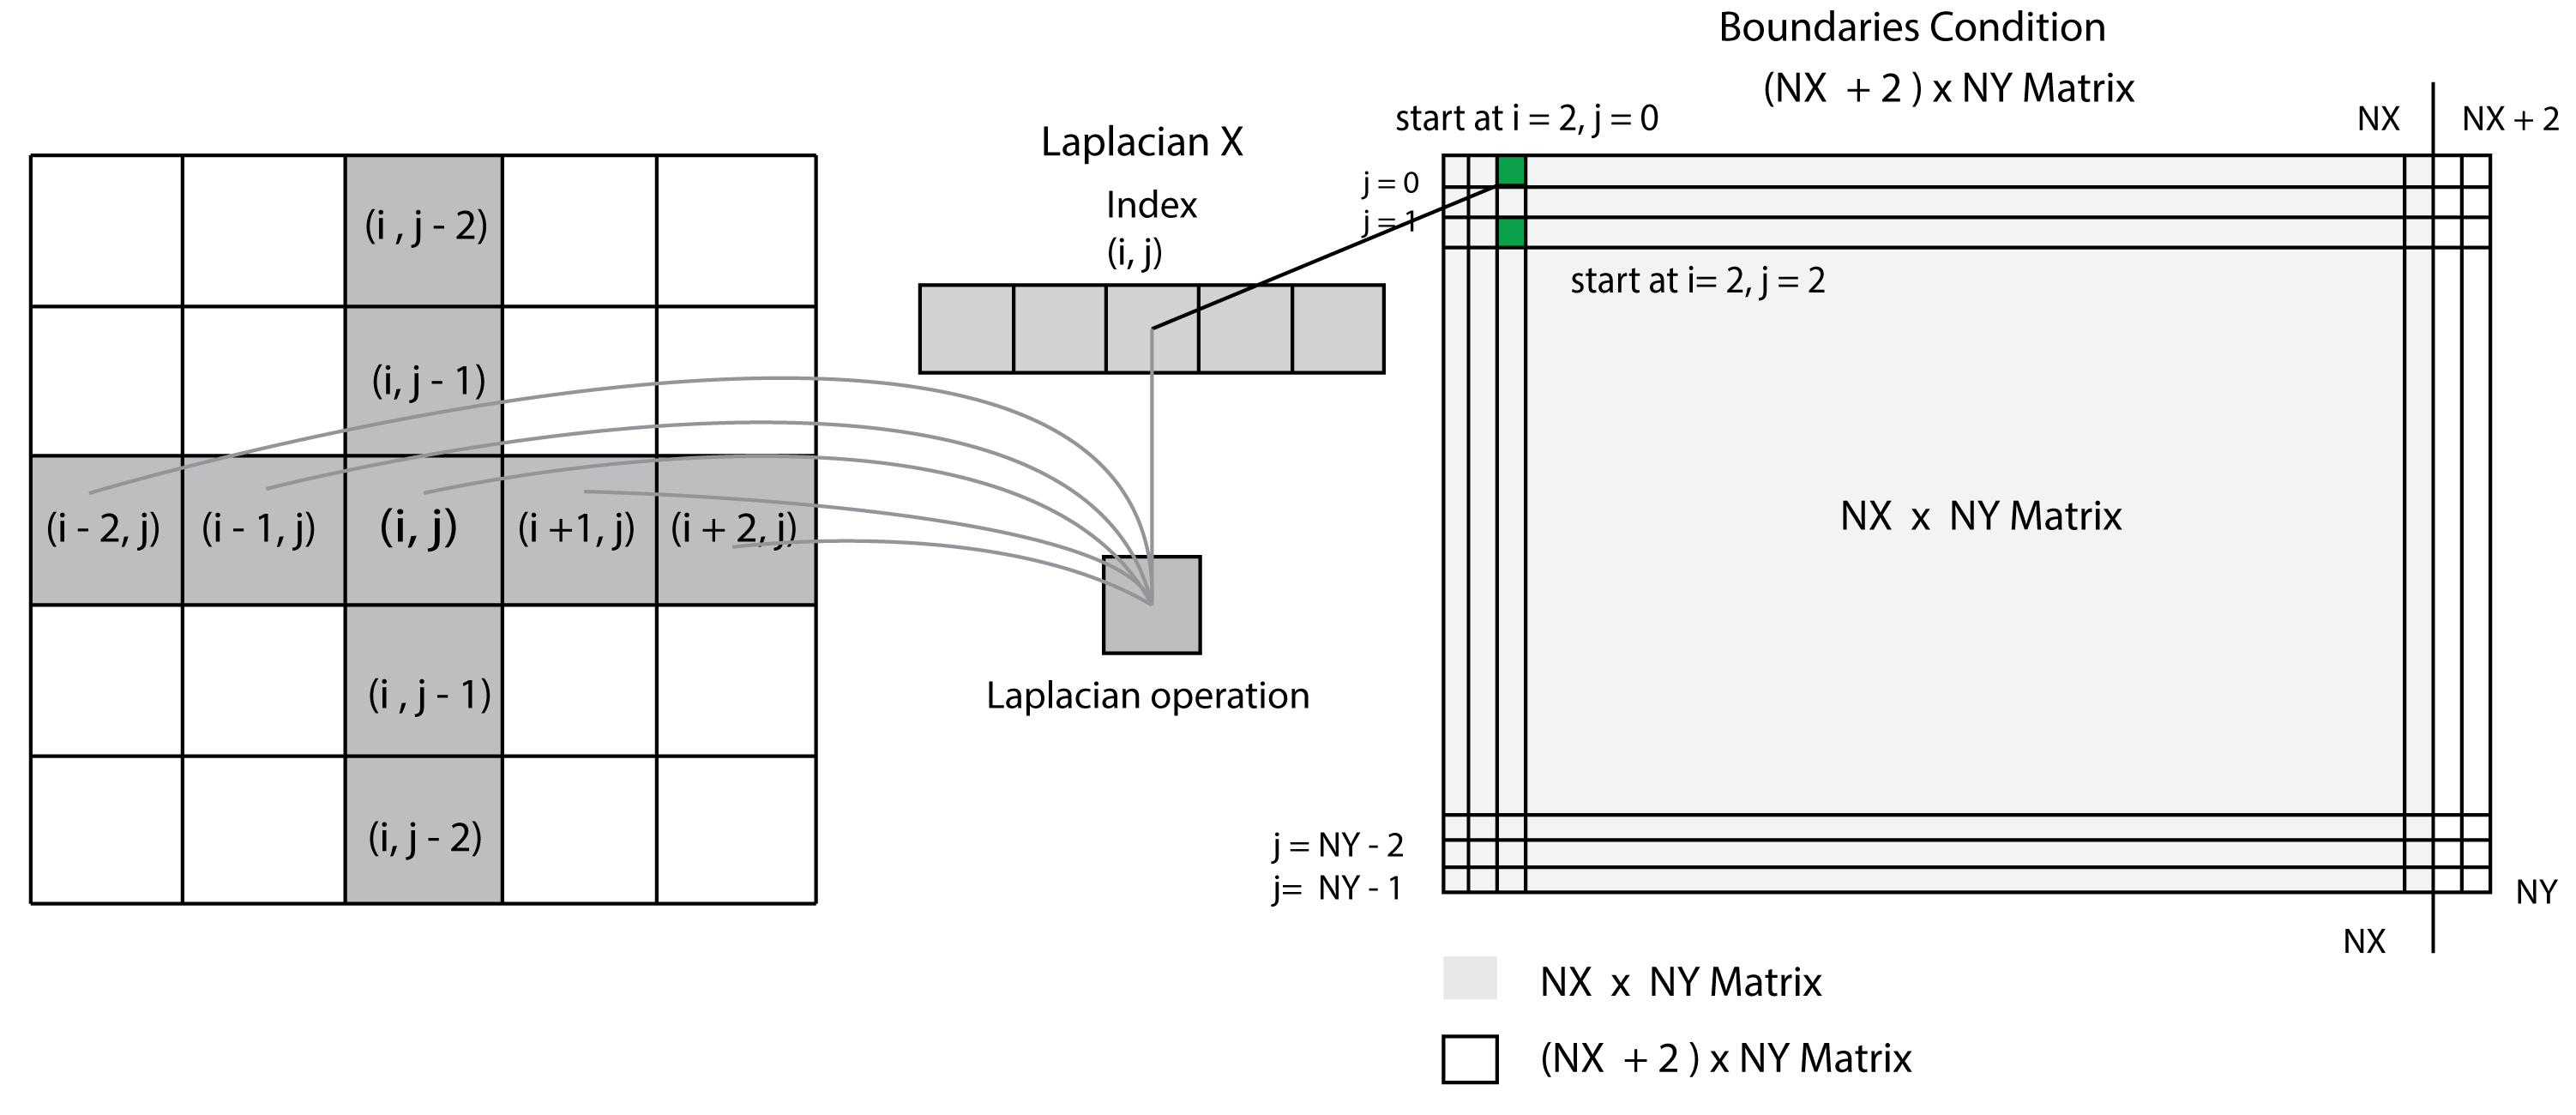 Boundaries Condition
(NX + 2 ) x NY Matrix
start at i = 2, j = 0
NX
NX + 2
Laplacian X
Index
(i, j)
j = 0
j = 1
start at i= 2, j = 2
(i , j - 2)
(i, j - 1)
(i - 2, j)
(i - 1, j)
(i, j)
(i +1, j)
(i + 2, j)
(i , j - 1)
(i, j - 2)
Laplacian operation
NX x NY Matrix
j = NY - 2
j= NY - 1
NY
NX
NX x NY Matrix
(NX + 2 ) x NY Matrix